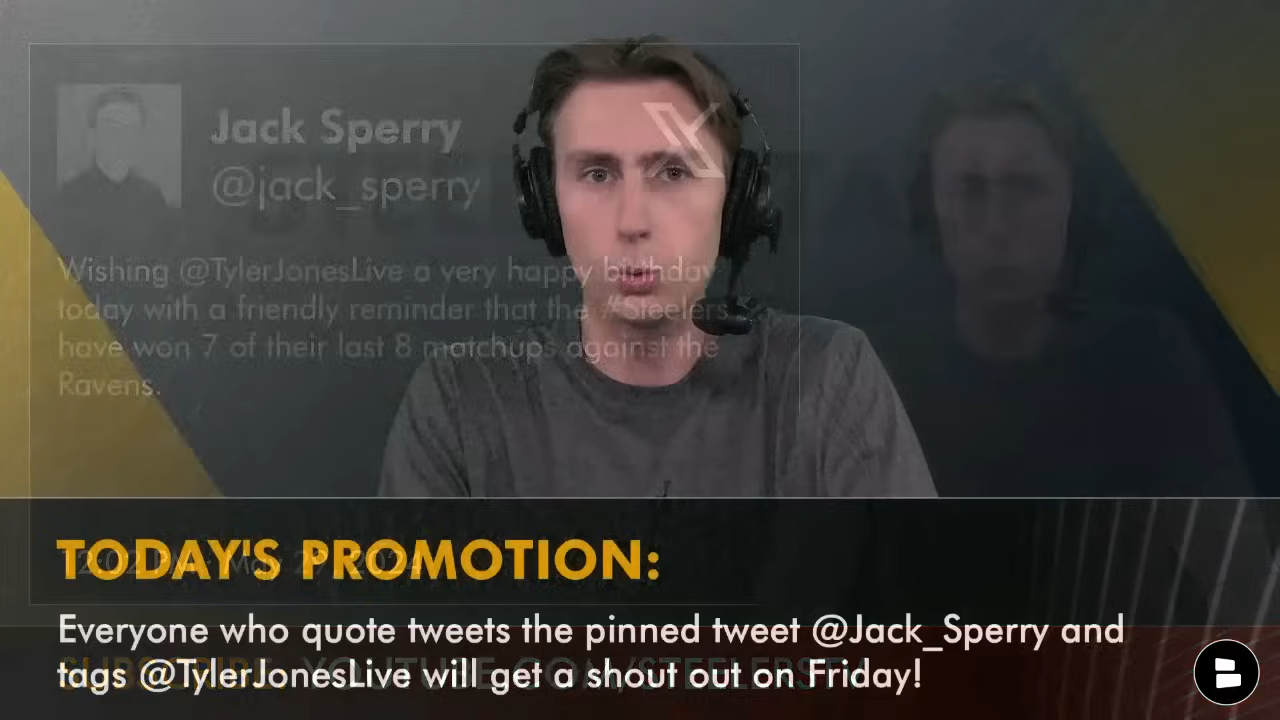 Jack Sperry
@jack_sperry
Wishing @TylerJonesLive a very happy birthday
today with a friendly reminder that the #Steelers
have won 7 of their last 8 matchups against the
Ravens.
TODAY'S PROMOTION:
Everyone who quote tweets the pinned tweet @Jack_Sperry and
tags @TylerJonesLive will get a shout out on Friday!